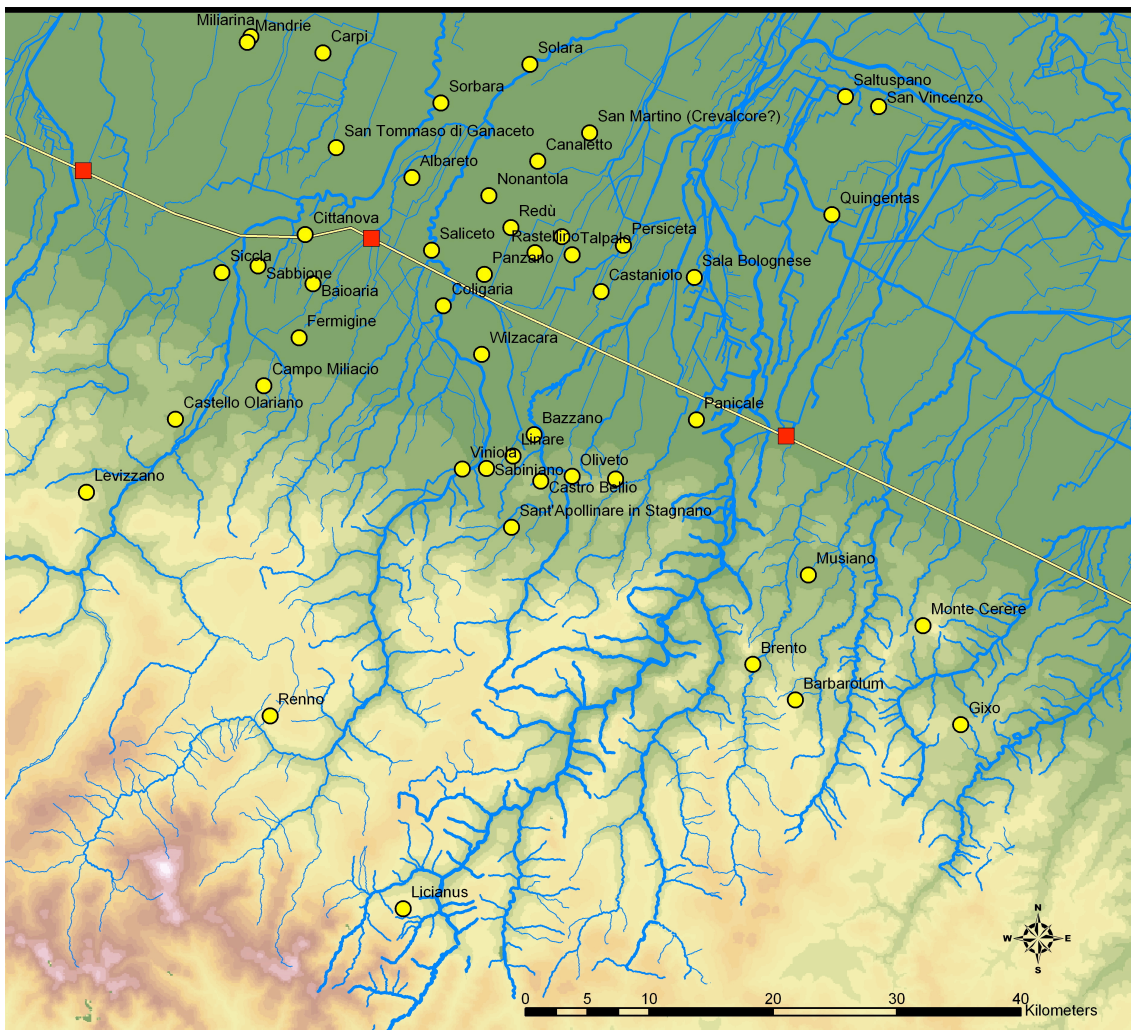 Miliarina
Mandrie
Carpi
Solara
Saltuspano
San Vincenzo
Sorbara
San Martino (Crevalcore?)
San Tommaso di Ganaceto
Canaletto
Albareto
Nonantola
Quingentas
Cittanova
Redù
Rastellino
Talpalo
Persiceta
Saliceto
Panzano
Siccla
Sabbione
Baioaria
Castaniolo
Sala Bolognese
Coligaria
Fermigine
Wilzacara
Campo Miliacio
Castello Olariano
Bazzano
Panicale
Linare
Viniola
Sabiniano
Oliveto
Castro Bellio
Levizzano
Sant'Apollinare in Stagnano
Musiano
Monte Cerere
Brento
Barbarolum
Renno
Gixo
Licianus
N
W
E
S
0 5 10 20 30 40
Kilometers